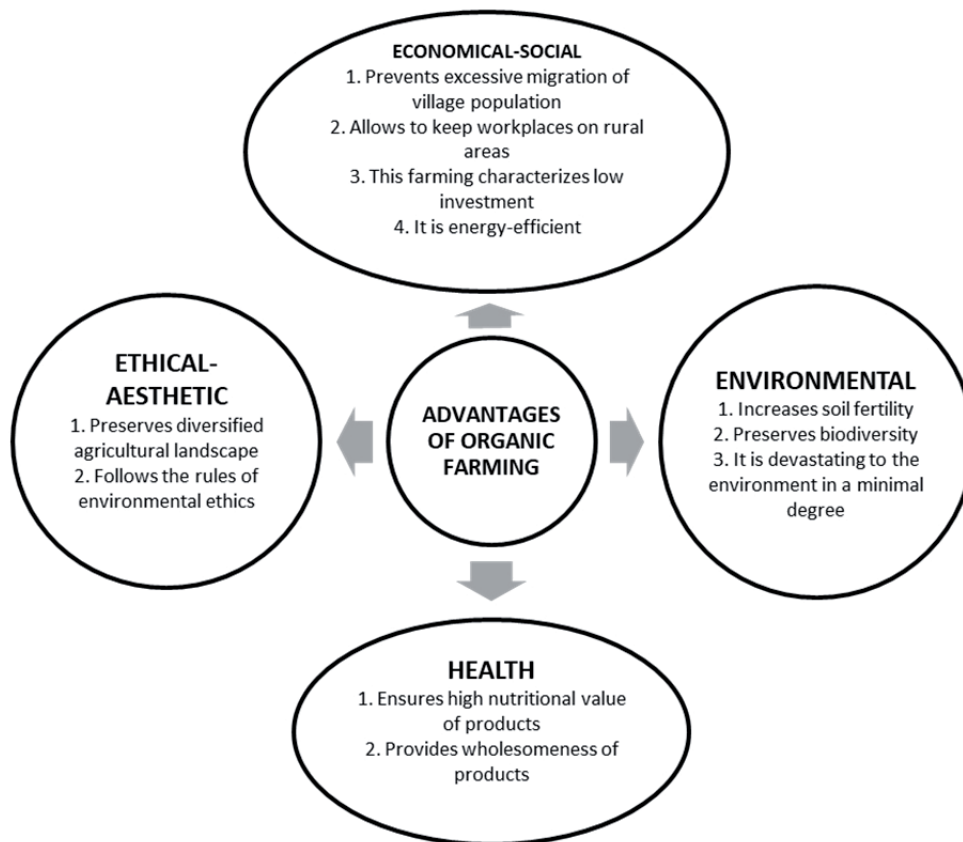 ECONOMICAL-SOCIAL
1. Prevents excessive migration of
village population
2. Allows to keep workplaces on rural
areas
3. This farming characterizes low
investment
4. It is energy-efficient
ETHICAL-
AESTHETIC
1. Preserves diversified
agricultural landscape
2. Follows the rules of
environmental ethics
ADVANTAGES
OF ORGANIC
FARMING
ENVIRONMENTAL
1. Increases soil fertility
2. Preserves biodiversity
3. It is devastating to the
environment in a minimal
degree
HEALTH
1. Ensures high nutritional value
of products
2. Provides wholesomeness of
products